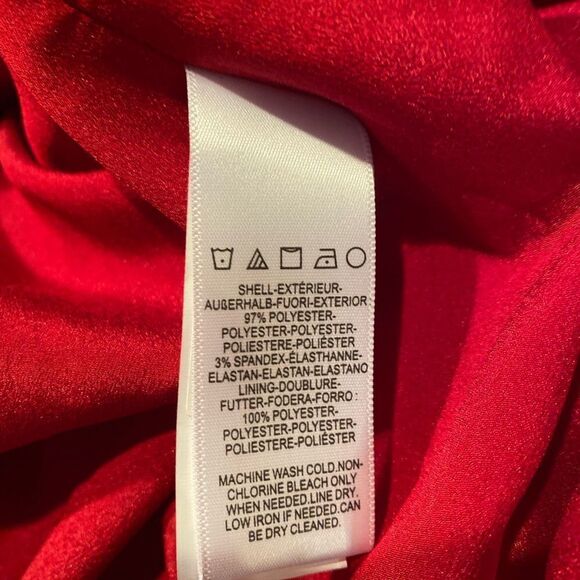 SHELL-EXTÉRIEUR-
AUßERHALB-FUORI-EXTERIOR
97% POLYESTER-
POLYESTER-POLYESTER-
POLIESTERE-POLIÉSTER
3% SPANDEX-ÉLASTHANNE-
ELASTAN-ELASTAN-ELASTANO
LINING-DOUBLURE-
FUTTER-FODERA-FORRO :
100% POLYESTER-
POLYESTER-POLYESTER-
POLIESTERE-POLIÉSTER
MACHINE WASH COLD.NON-
CHLORINE BLEACH ONLY
WHEN NEEDED.LINE DRY.
LOW IRON IF NEEDED.CAN
BE DRY CLEANED.